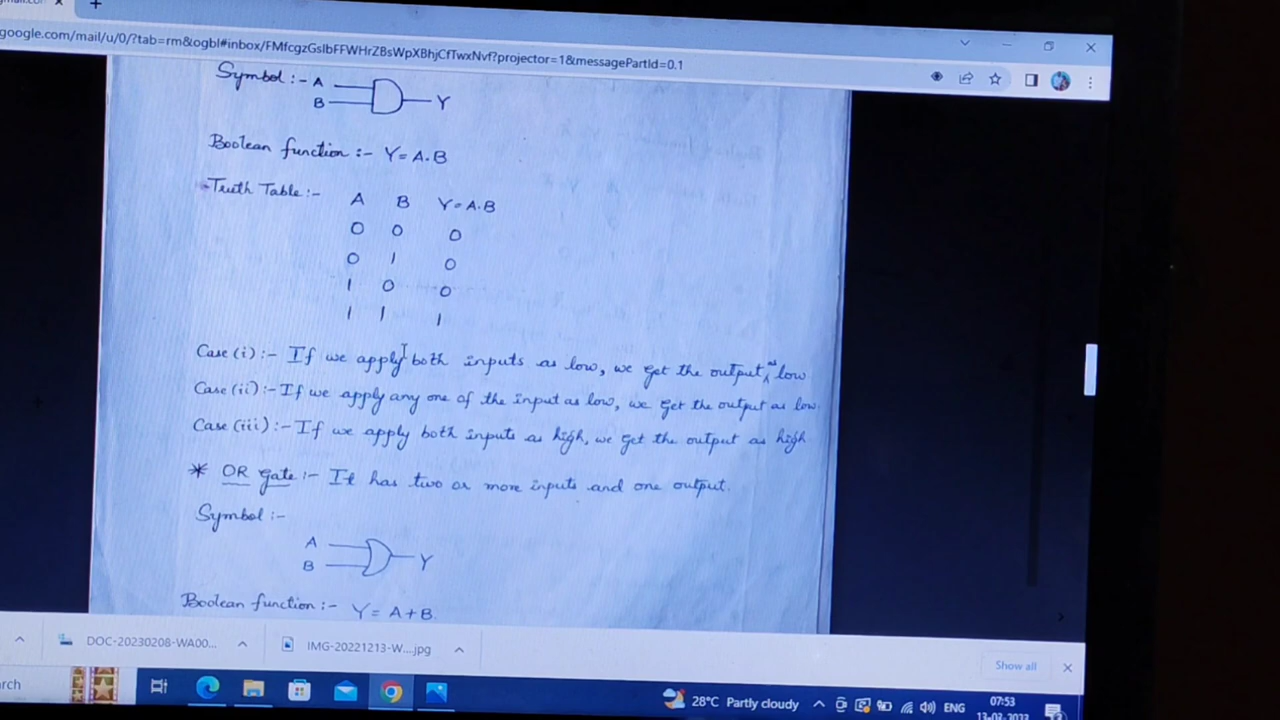 google.com/mail/u/0/?tab=rm&ogbl#inbox/FMfcgzGslbFFWHrZBsWpXBhjCfTwxNvf?projector=1&messagePartId=0.1
Symbol :- A
B
Y
Boolean function :- Y = A.B
Truth Table :-
A B Y = A.B
0 0 0
0 1 0
1 0 0
1 1 1
Case (i) :- If we apply both inputs as low, we get the output as low
Case (ii) :- If we apply any one of the input as low, we get the output as low.
Case (iii) :- If we apply both inputs as high, we get the output as high
* OR gate :- It has two or more inputs and one output.
Symbol :-
A
B
Y
Boolean function :- Y = A + B.
DOC-20230208-WA00...
IMG-20221213-W....jpg
Show all
rch
28°C Partly cloudy
ENG
07:53